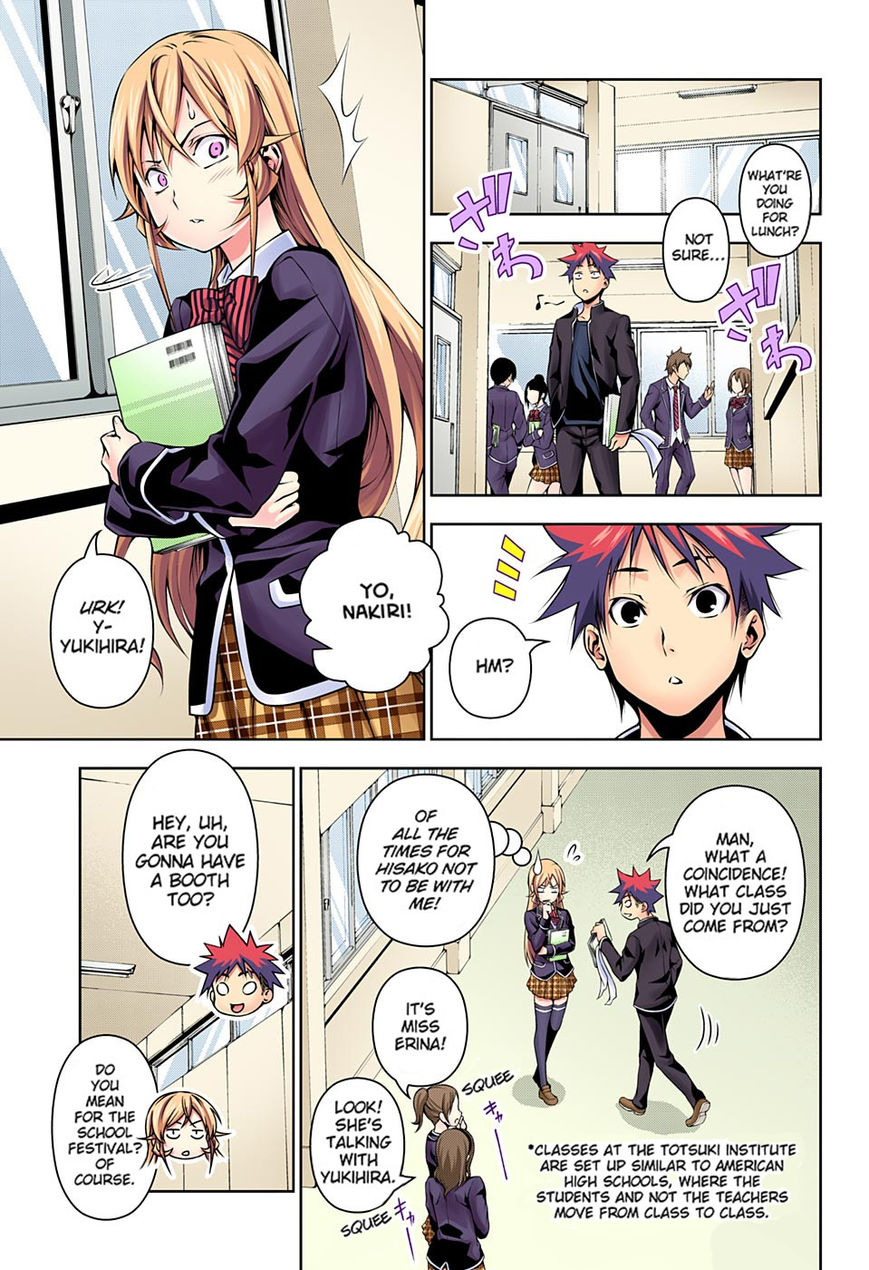 WHAT'RE
YOU
DOING
FOR
LUNCH?
NOT
SURE...
ざ
わ
ざ
わ
HM?
YO,
NAKIRI!
URK!
Y-
YUKIHIRA!
MAN,
WHAT A
COINCIDENCE!
WHAT CLASS
DID YOU JUST
COME FROM?
OF
ALL THE
TIMES FOR
HISAKO NOT
TO BE WITH
ME!
IT'S
MISS
ERINA!
SQUEE
キャー
LOOK!
SHE'S
TALKING
WITH
YUKIHIRA.
SQUEE
キャー
*CLASSES AT THE TOTSUKI INSTITUTE
ARE SET UP SIMILAR TO AMERICAN
HIGH SCHOOLS, WHERE THE
STUDENTS AND NOT THE TEACHERS
MOVE FROM CLASS TO CLASS.
HEY, UH,
ARE YOU
GONNA HAVE
A BOOTH
TOO?
DO
YOU
MEAN
FOR THE
SCHOOL
FESTIVAL?
OF
COURSE.